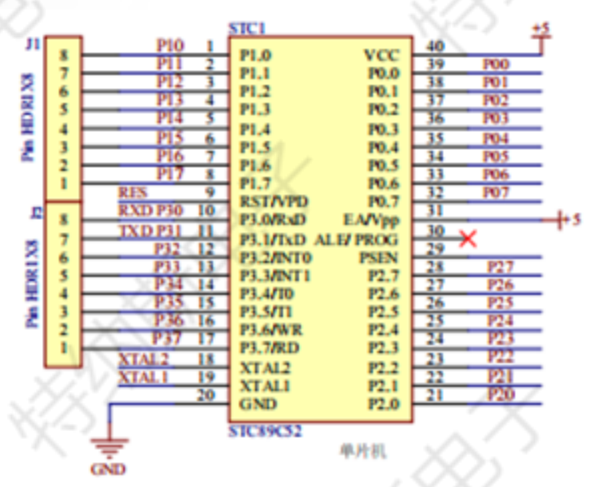 STC1
+5
J1
Pin HDR1X8
8 P10 1 P1.0 VCC 40
7 P11 2 P1.1 P0.0 39 P00
6 P12 3 P1.2 P0.1 38 P01
5 P13 4 P1.3 P0.2 37 P02
4 P14 5 P1.4 P0.3 36 P03
3 P15 6 P1.5 P0.4 35 P04
2 P16 7 P1.6 P0.5 34 P05
1 P17 8 P1.7 P0.6 33 P06
RES 9 RST/VPD P0.7 32 P07
J2
Pin HDR1X8
8 RXD P30 10 P3.0/RxD EA/Vpp 31 +5
7 TXD P31 11 P3.1/TxD ALE/PROG 30
6 P32 12 P3.2/INT0 PSEN 29
5 P33 13 P3.3/INT1 P2.7 28 P27
4 P34 14 P3.4/T0 P2.6 27 P26
3 P35 15 P3.5/T1 P2.5 26 P25
2 P36 16 P3.6/WR P2.4 25 P24
1 P37 17 P3.7/RD P2.3 24 P23
XTAL2 18 XTAL2 P2.2 23 P22
XTAL1 19 XTAL1 P2.1 22 P21
20 GND P2.0 21 P20
STC89C52
单片机
GND